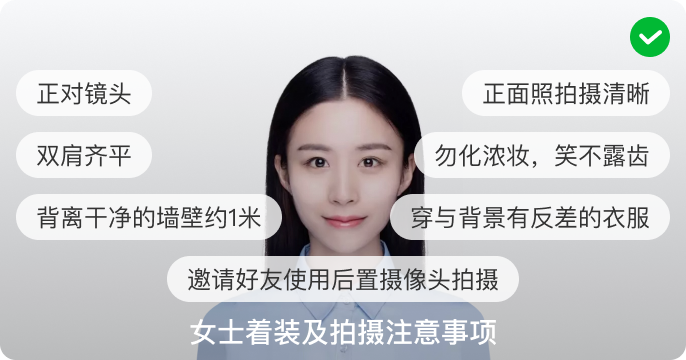 正对镜头
正面照拍摄清晰
双肩齐平
勿化浓妆，笑不露齿
背离干净的墙壁约1米
穿与背景有反差的衣服
邀请好友使用后置摄像头拍摄
女士着装及拍摄注意事项